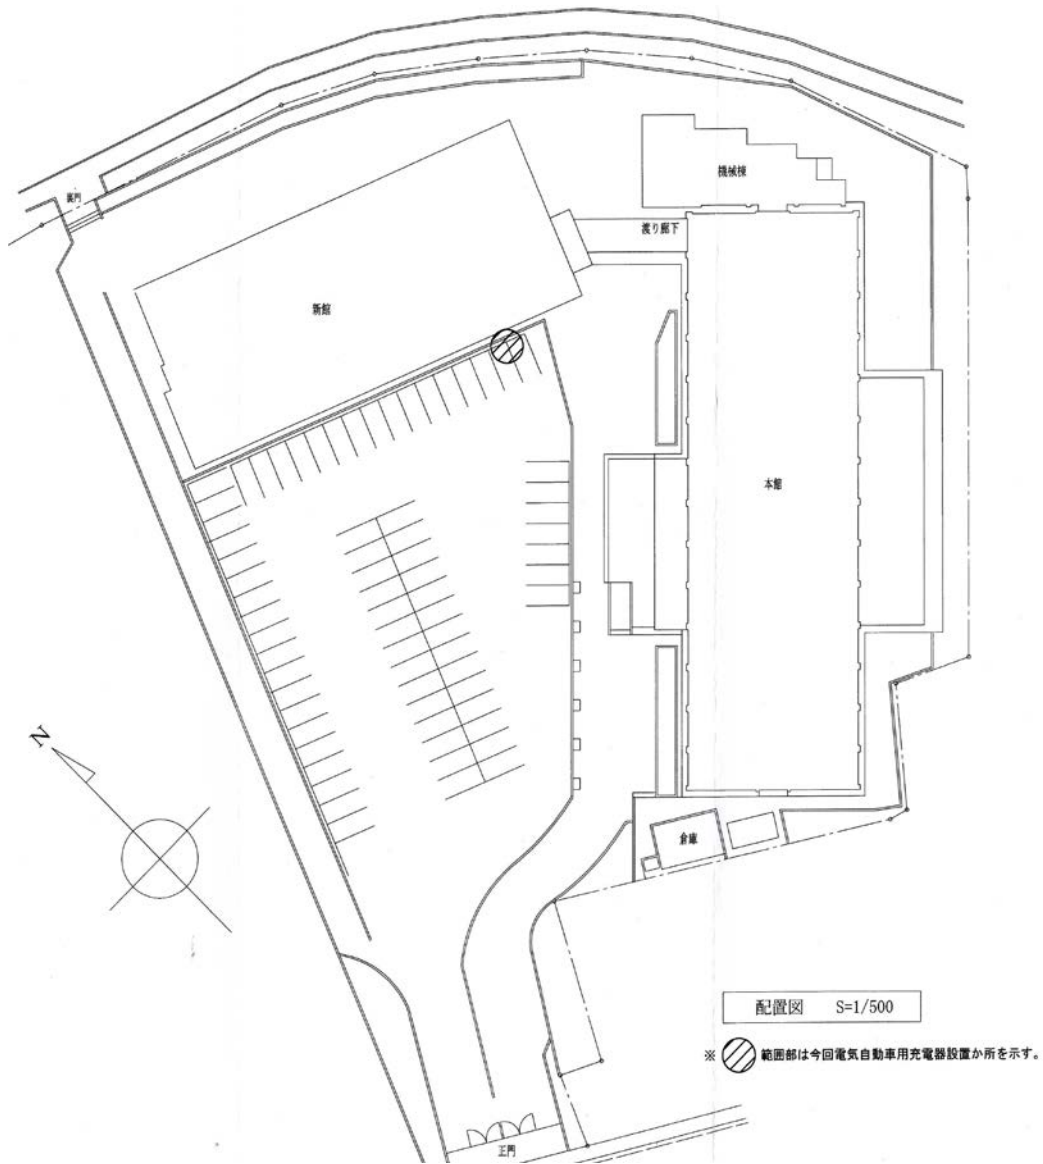 裏門
機械棟
渡り廊下
新館
本館
N
倉庫
配置図 S=1/500
※ 範囲部は今回電気自動車用充電器設置か所を示す。
正門